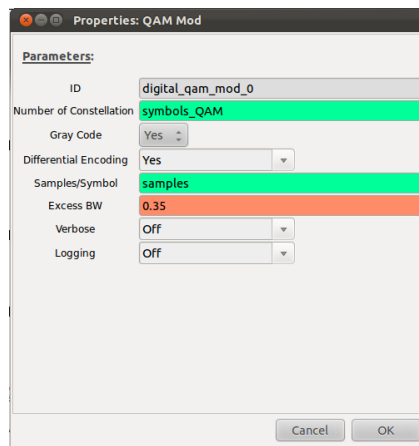 Properties: QAM Mod
Parameters:
ID digital_qam_mod_0
Number of Constellation symbols_QAM
Gray Code Yes
Differential Encoding Yes
Samples/Symbol samples
Excess BW 0.35
Verbose Off
Logging Off
Cancel OK